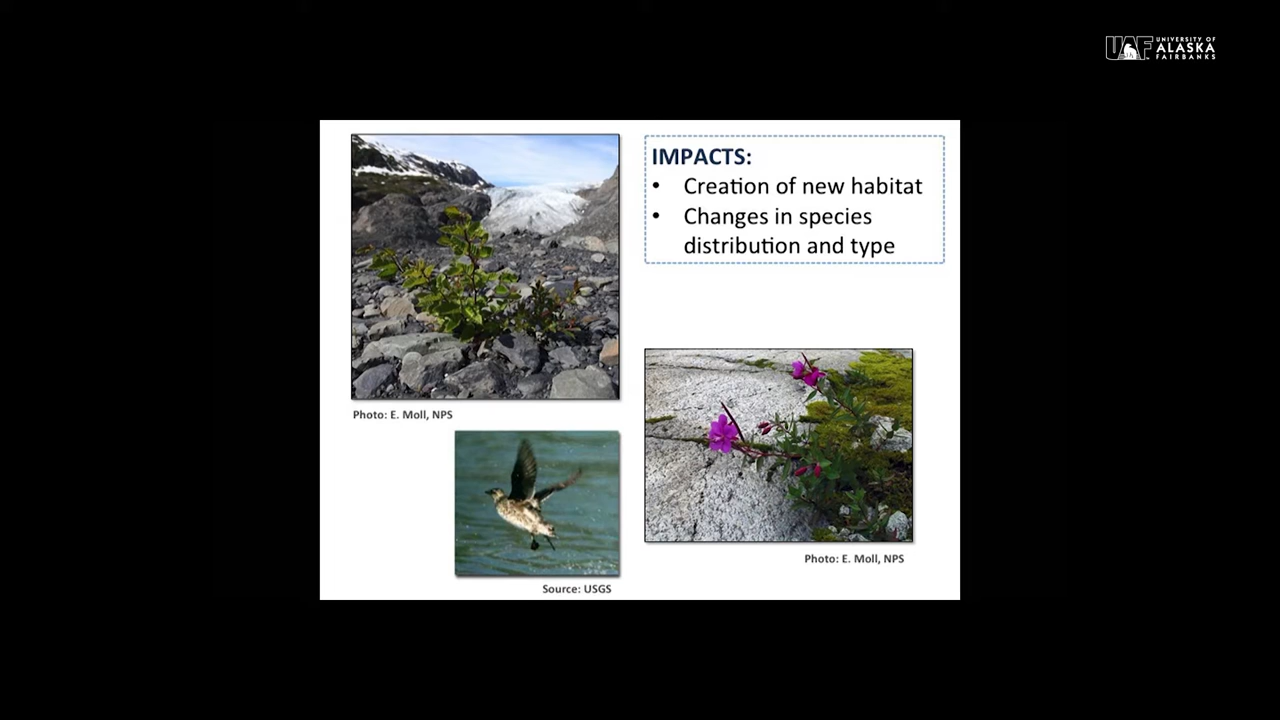 UAF UNIVERSITY OF
ALASKA
FAIRBANKS
IMPACTS:
• Creation of new habitat
• Changes in species
distribution and type
Photo: E. Moll, NPS
Source: USGS
Photo: E. Moll, NPS